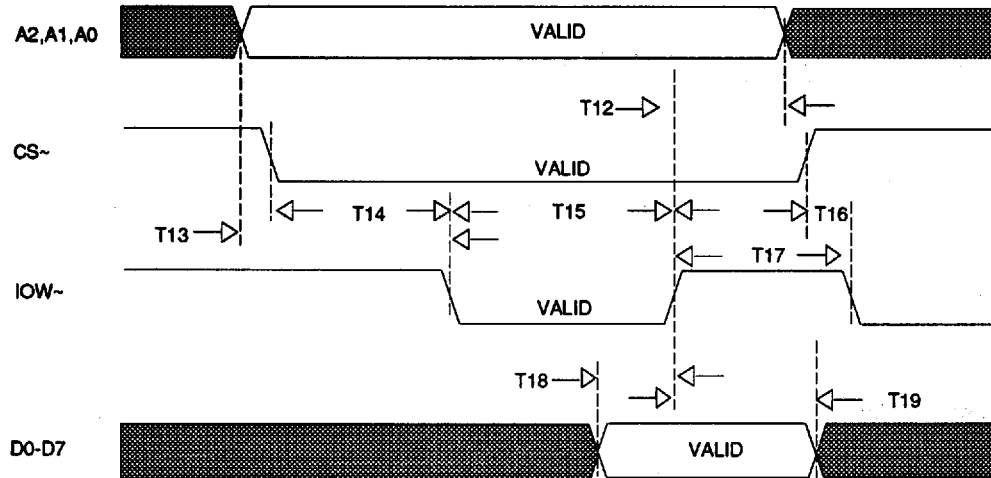 A2,A1,A0
VALID
T12
CS~
VALID
T14
T15
T16
T13
T17
IOW~
VALID
T18
T19
D0-D7
VALID